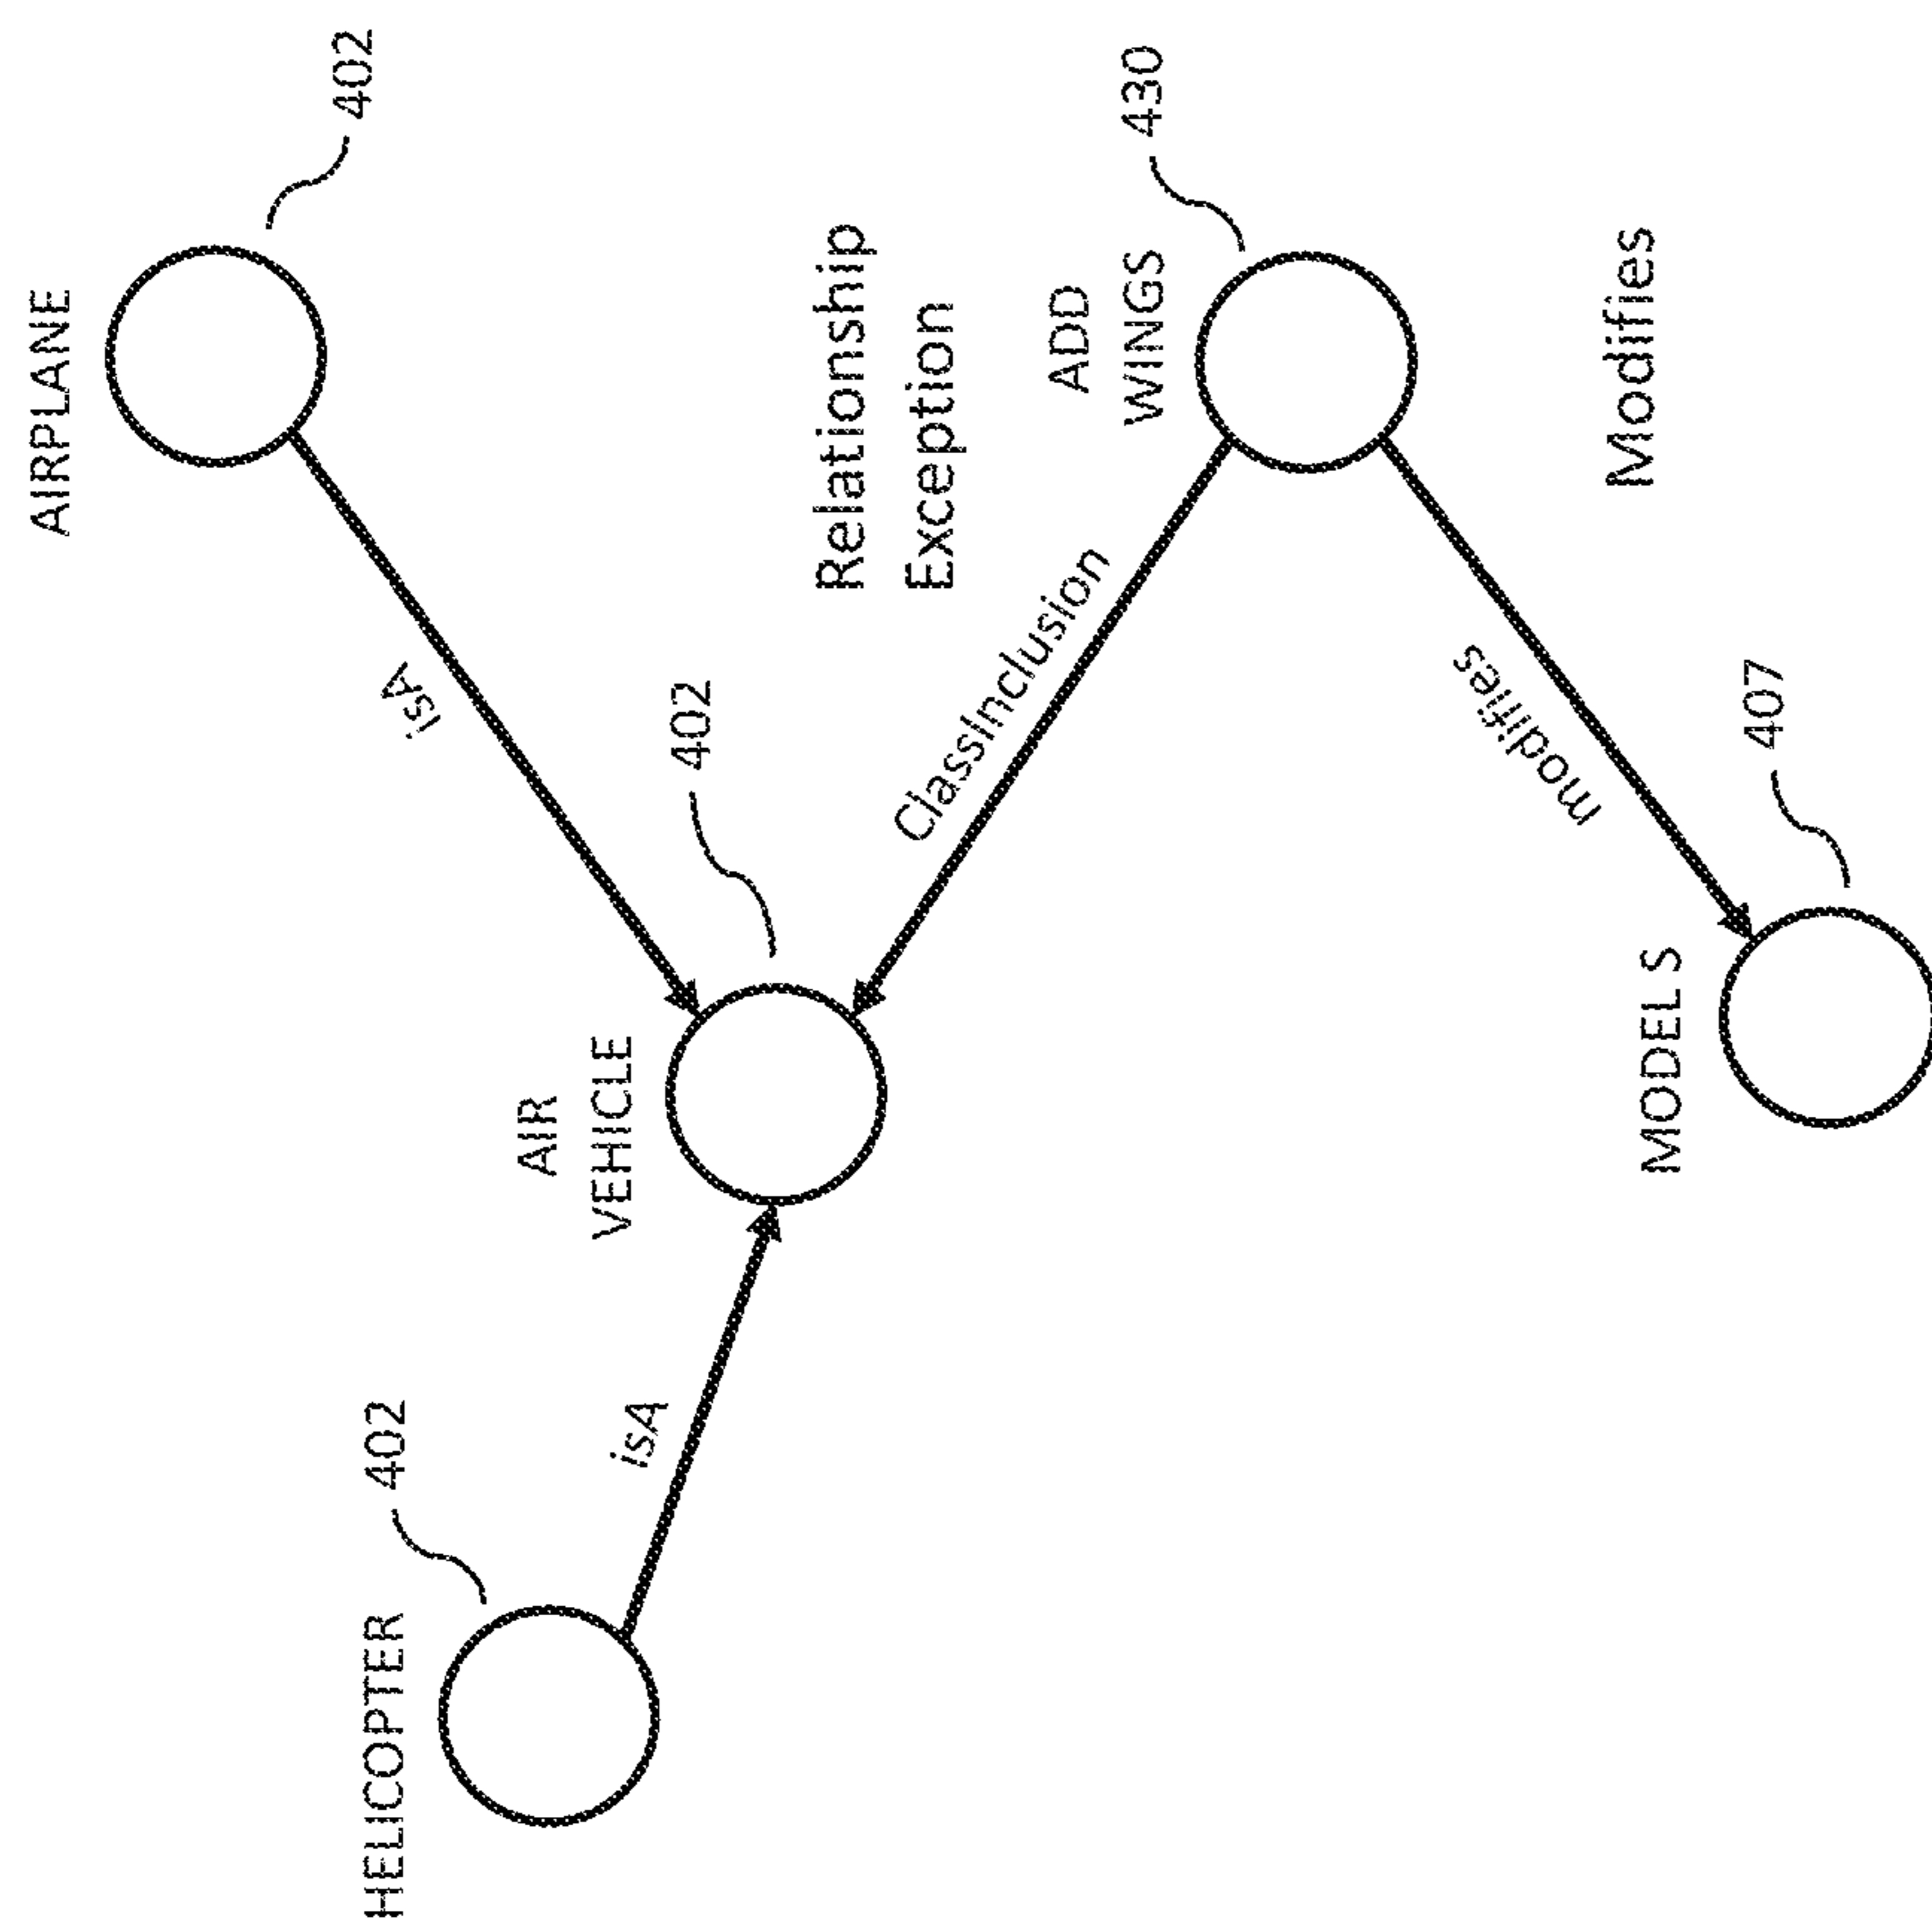 AIRPLANE
402
HELICOPTER
402
isA
AIR
VEHICLE
isA
402
Relationship
Exception
ClassInclusion
ADD
WINGS
430
modifies
Modifies
MODEL S
407